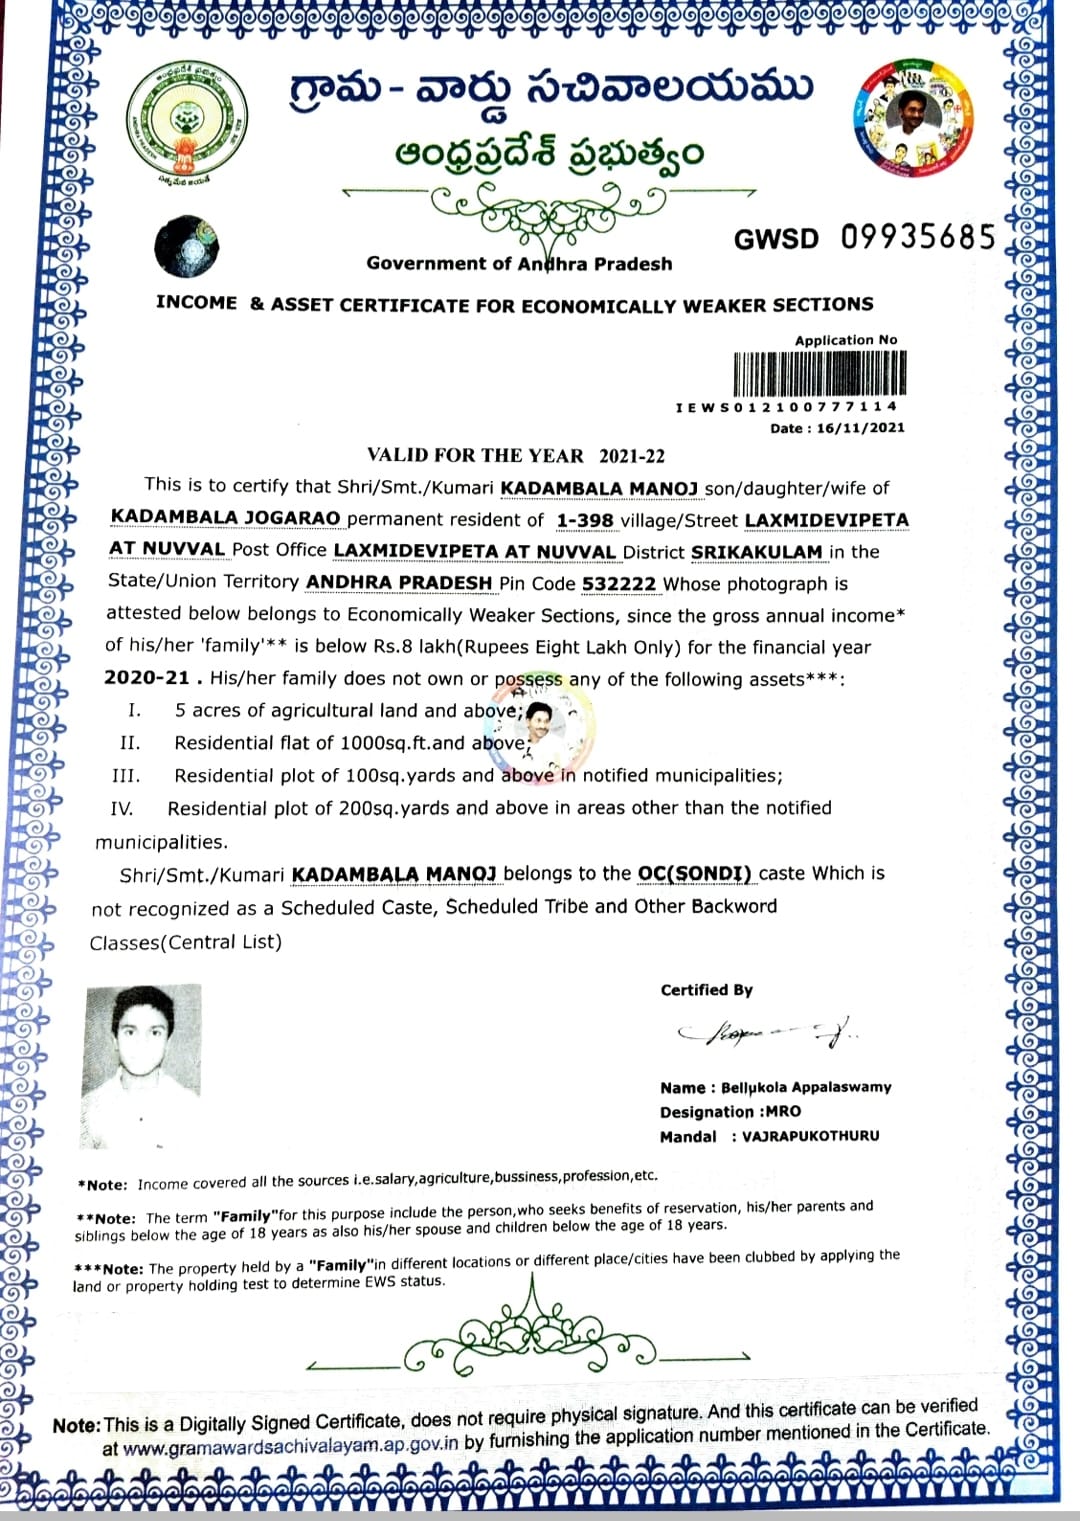 గ్రామ - వార్డు సచివాలయము
ఆంధ్రప్రదేశ్ ప్రభుత్వం
GWSD 09935685
Government of Andhra Pradesh
INCOME & ASSET CERTIFICATE FOR ECONOMICALLY WEAKER SECTIONS
Application No
IEWS012100777114
Date : 16/11/2021
VALID FOR THE YEAR 2021-22
This is to certify that Shri/Smt./Kumari KADAMBALA MANOJ son/daughter/wife of
KADAMBALA JOGARAO permanent resident of 1-398 village/Street LAXMIDEVIPETA
AT NUVVAL Post Office LAXMIDEVIPETA AT NUVVAL District SRIKAKULAM in the
State/Union Territory ANDHRA PRADESH Pin Code 532222 Whose photograph is
attested below belongs to Economically Weaker Sections, since the gross annual income*
of his/her 'family'** is below Rs.8 lakh(Rupees Eight Lakh Only) for the financial year
2020-21 . His/her family does not own or possess any of the following assets***:
I. 5 acres of agricultural land and above;
II. Residential flat of 1000sq.ft.and above;
III. Residential plot of 100sq.yards and above in notified municipalities;
IV. Residential plot of 200sq.yards and above in areas other than the notified
municipalities.
Shri/Smt./Kumari KADAMBALA MANOJ belongs to the OC(SONDI) caste Which is
not recognized as a Scheduled Caste, Scheduled Tribe and Other Backword
Classes(Central List)
Certified By
Name : Bellukola Appalaswamy
Designation :MRO
Mandal : VAJRAPUKOTHURU
*Note: Income covered all the sources i.e.salary,agriculture,bussiness,profession,etc.
**Note: The term "Family"for this purpose include the person,who seeks benefits of reservation, his/her parents and
siblings below the age of 18 years as also his/her spouse and children below the age of 18 years.
***Note: The property held by a "Family"in different locations or different place/cities have been clubbed by applying the
land or property holding test to determine EWS status.
Note: This is a Digitally Signed Certificate, does not require physical signature. And this certificate can be verified
at www.gramawardsachivalayam.ap.gov.in by furnishing the application number mentioned in the Certificate.